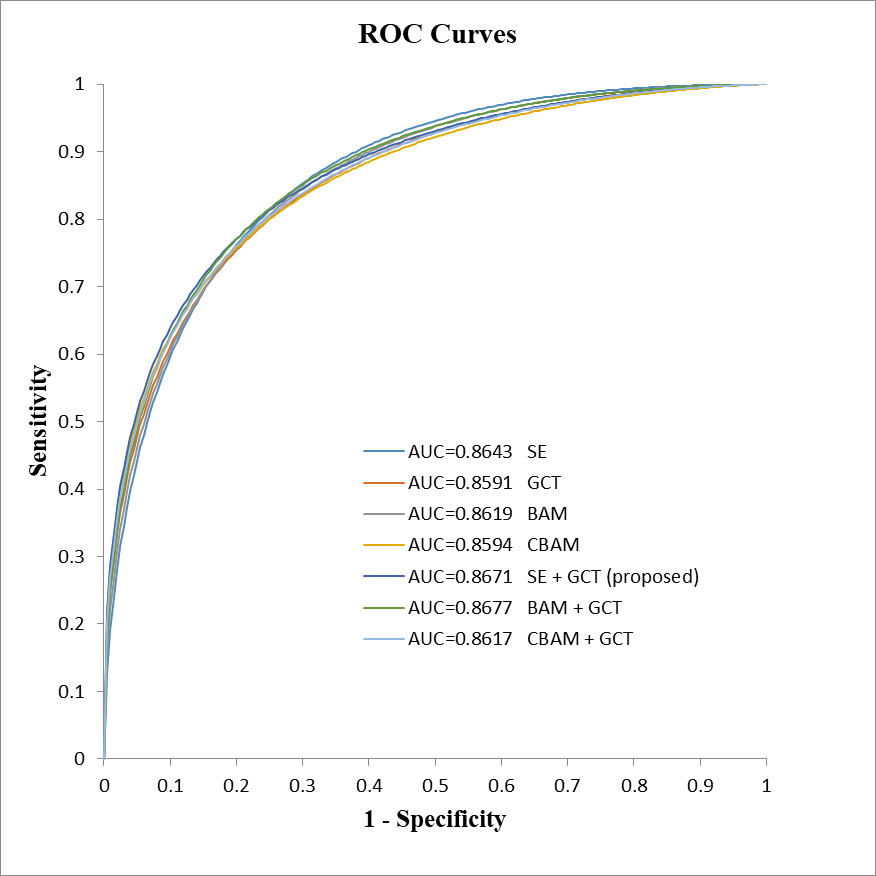 ROC Curves
1
0.9
0.8
0.7
0.6
0.5
0.4
0.3
0.2
0.1
0
Sensitivity
AUC=0.8643 SE
AUC=0.8591 GCT
AUC=0.8619 BAM
AUC=0.8594 CBAM
AUC=0.8671 SE + GCT (proposed)
AUC=0.8677 BAM + GCT
AUC=0.8617 CBAM + GCT
0 0.1 0.2 0.3 0.4 0.5 0.6 0.7 0.8 0.9 1
1 - Specificity